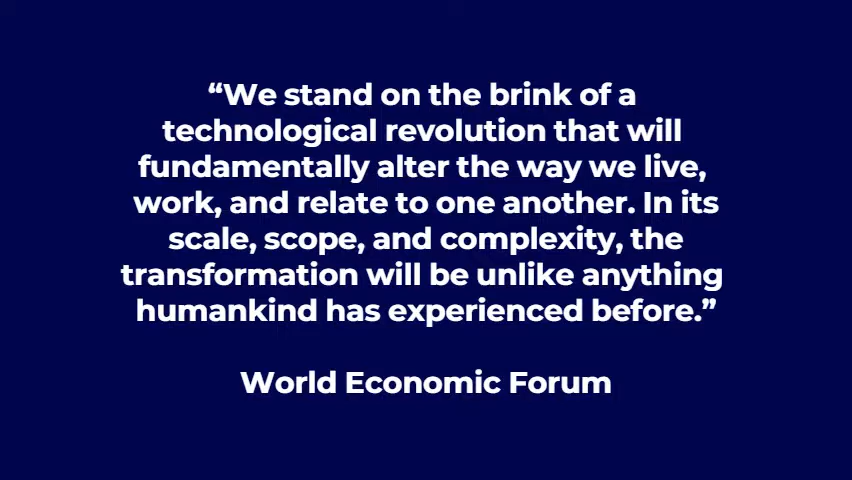 “We stand on the brink of a
technological revolution that will
fundamentally alter the way we live,
work, and relate to one another. In its
scale, scope, and complexity, the
transformation will be unlike anything
humankind has experienced before.”
World Economic Forum